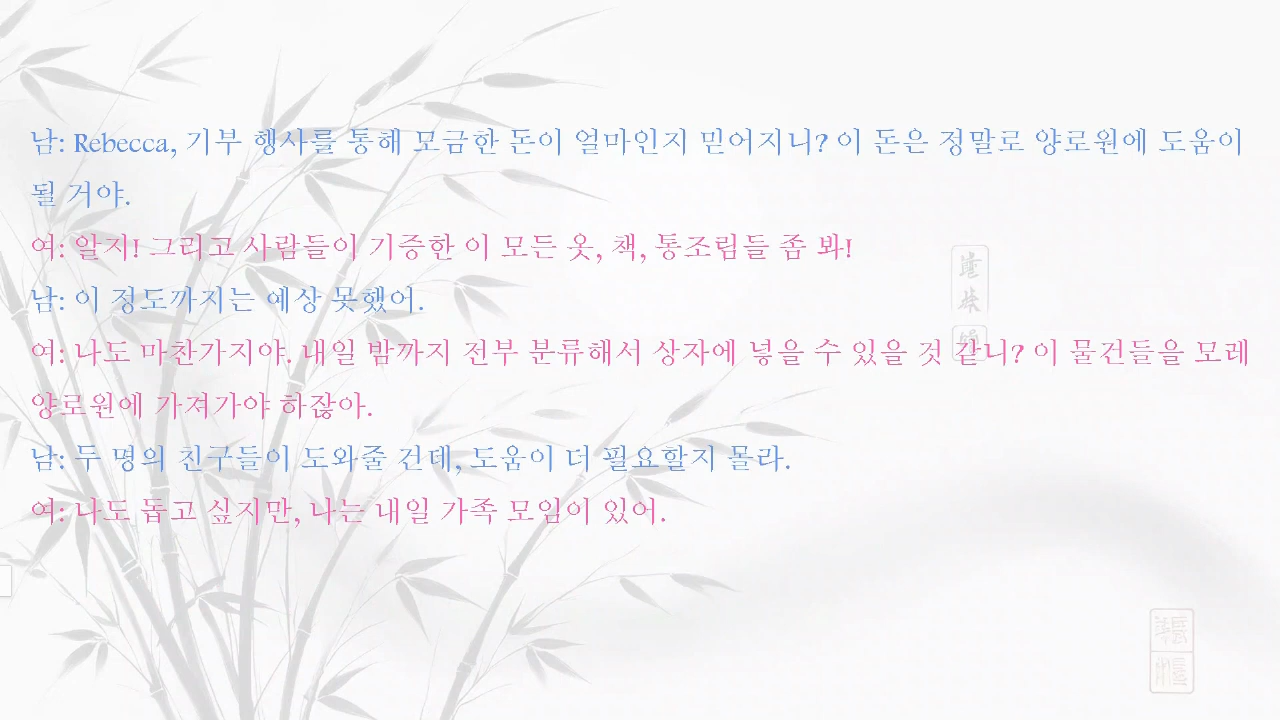 남: Rebecca, 기부 행사를 통해 모금한 돈이 얼마인지 믿어지니? 이 돈은 정말로 양로원에 도움이
될 거야.
여: 알지! 그리고 사람들이 기증한 이 모든 옷, 책, 통조림들 좀 봐!
남: 이 정도까지는 예상 못했어.
여: 나도 마찬가지야. 내일 밤까지 전부 분류해서 상자에 넣을 수 있을 것 같니? 이 물건들을 모레
양로원에 가져가야 하잖아.
남: 두 명의 친구들이 도와줄 건데, 도움이 더 필요할지 몰라.
여: 나도 돕고 싶지만, 나는 내일 가족 모임이 있어.